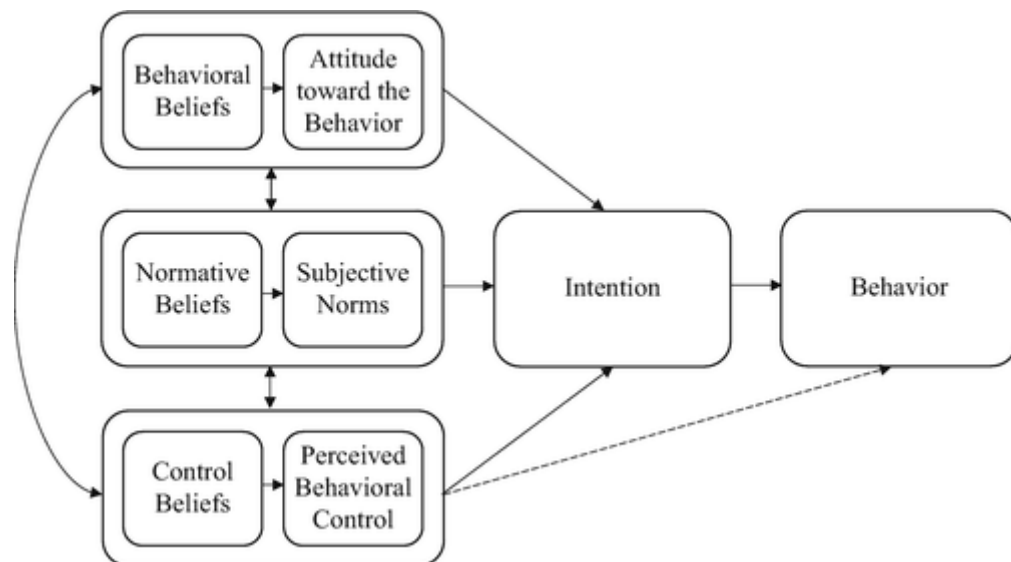 Behavioral
Beliefs
Attitude
toward the
Behavior
Normative
Beliefs
Subjective
Norms
Intention
Behavior
Control
Beliefs
Perceived
Behavioral
Control